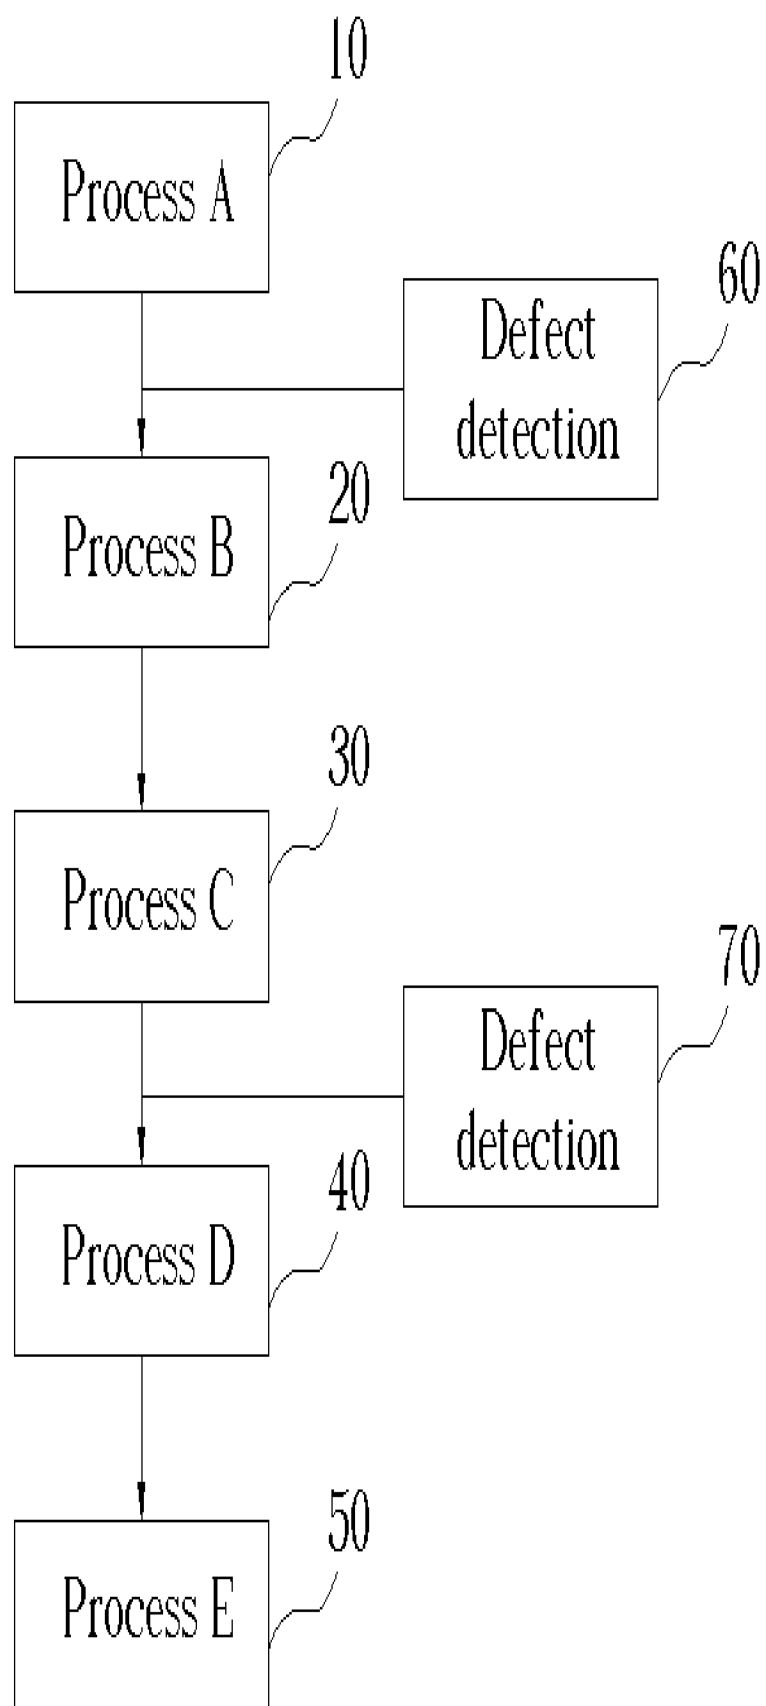 10
Process A
60
Defect
detection
20
Process B
30
Process C
70
Defect
detection
40
Process D
50
Process E